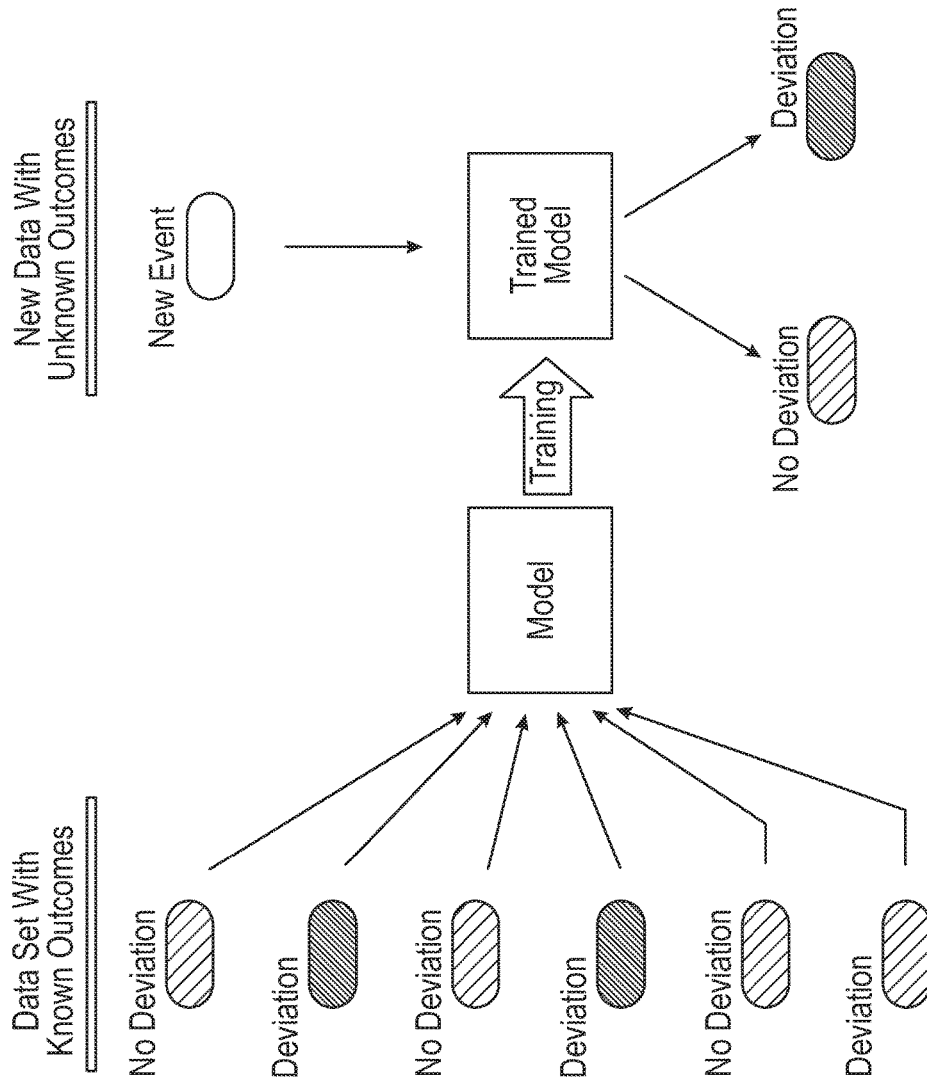 Data Set With
Known Outcomes
No Deviation
Deviation
No Deviation
Deviation
No Deviation
Deviation
Model
Training
New Data With
Unknown Outcomes
New Event
Trained
Model
No Deviation
Deviation